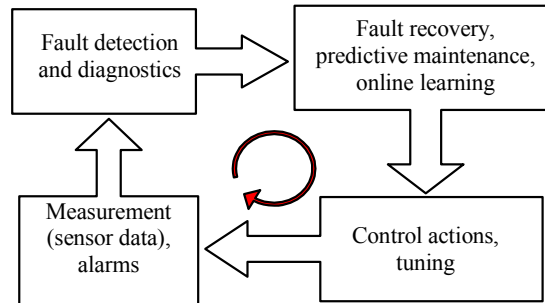 Fault detection
and diagnostics
Fault recovery,
predictive maintenance,
online learning
Measurement
(sensor data),
alarms
Control actions,
tuning